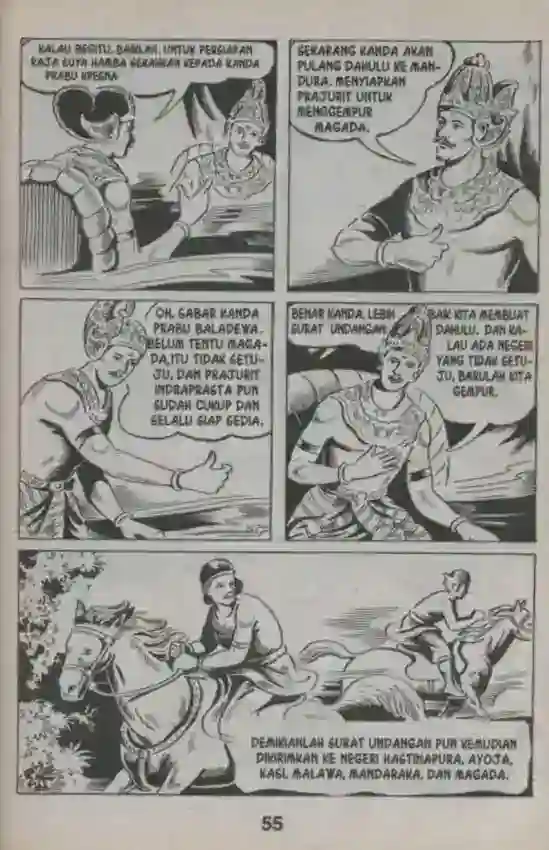 KALAU BEGITU, BAIKLAH. UNTUK PERSIAPAN
RAJA SUYA HAMBA SERAHKAN KEPADA KANDA
PRABU KRESNA
SEKARANG KANDA AKAN
PULANG DAHULU KE MAN-
DURA. MENYIAPKAN
PRAJURIT UNTUK
MENGGEMPUR
MAGADA.
OH, SABAR KANDA
PRABU BALADEWA.
BELUM TENTU MAGA-
DA, ITU TIDAK SETU-
JU, DAN PRAJURIT
INDRAPRASTA PUN
SUDAH CUKUP DAN
SELALU SIAP SEDIA.
BENAR KANDA, LEBIH
SURAT UNDANGAN
BAIK KITA MEMBUAT
DAHULU. DAN KA-
LAU ADA NEGERI
YANG TIDAK SETU-
JU, BARULAH KITA
GEMPUR.
DEMIKIANLAH SURAT UNDANGAN PUN KEMUDIAN
DIKIRIMKAN KE NEGERI HASTINAPURA, AYOJA,
KASI, MALAWA, MANDARAKA, DAN MAGADA.
55